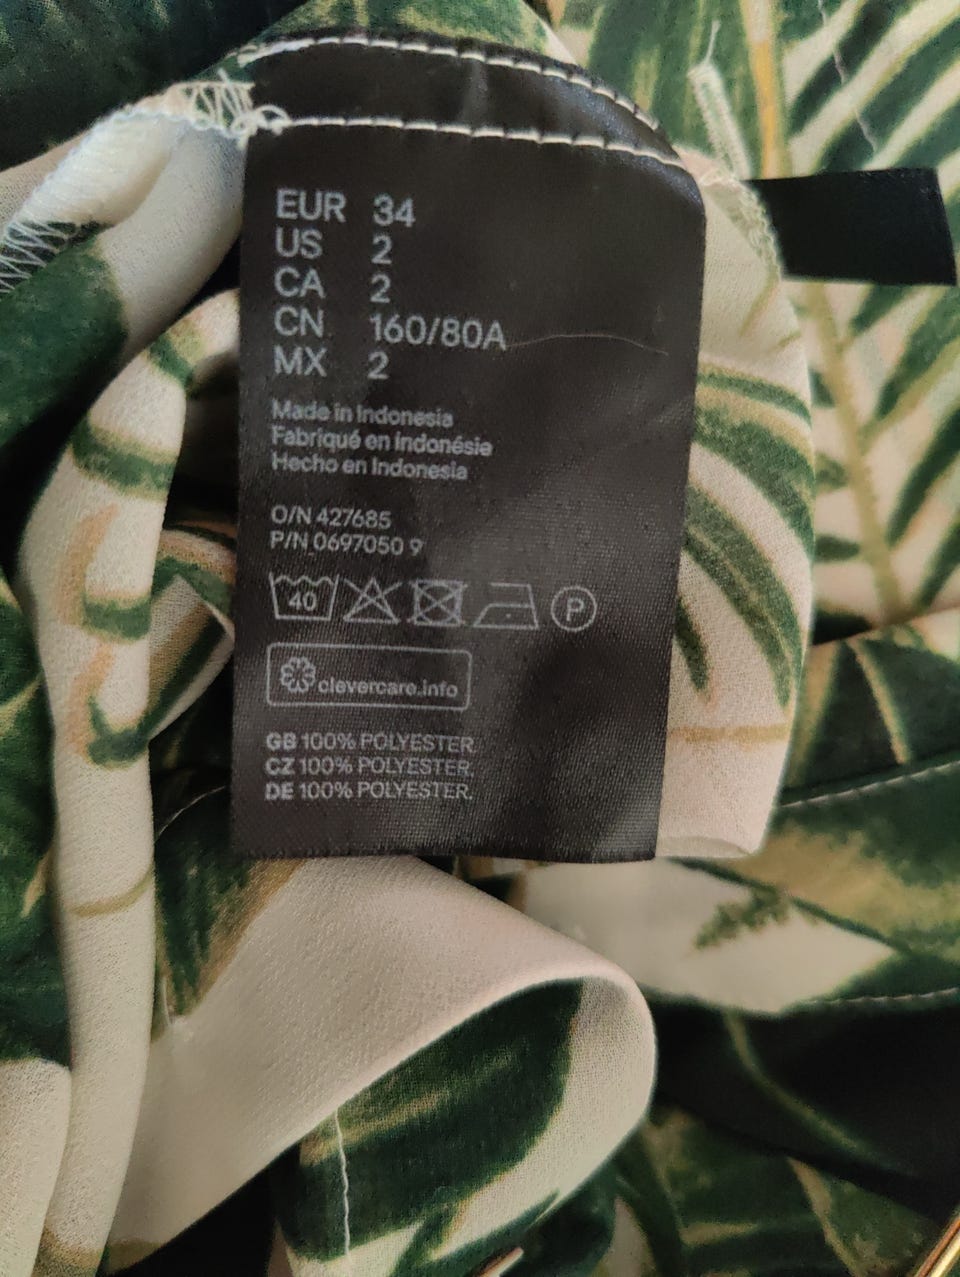 EUR 34
US 2
CA 2
CN 160/80A
MX 2
Made in Indonesia
Fabriqué en Indonésie
Hecho en Indonesia
O/N 427685
P/N 0697050 9
40 P
clevercare.info
GB 100% POLYESTER.
CZ 100% POLYESTER.
DE 100% POLYESTER.